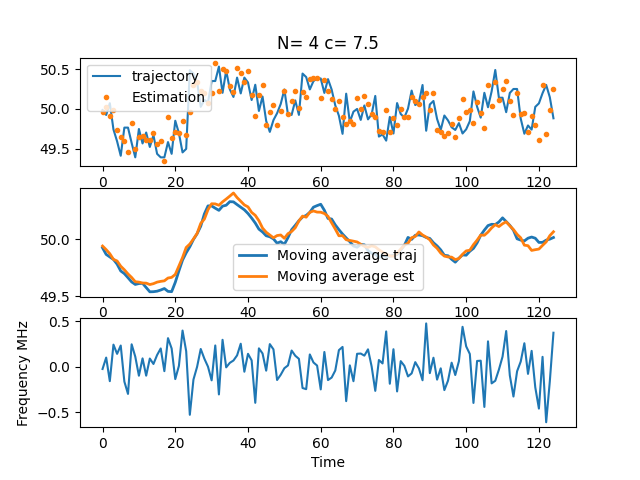 N= 4 c= 7.5
50.5
50.0
49.5
trajectory
Estimation
0 20 40 60 80 100 120
50.0
49.5
Moving average traj
Moving average est
0 20 40 60 80 100 120
Frequency MHz
0.5
0.0
−0.5
0 20 40 60 80 100 120
Time